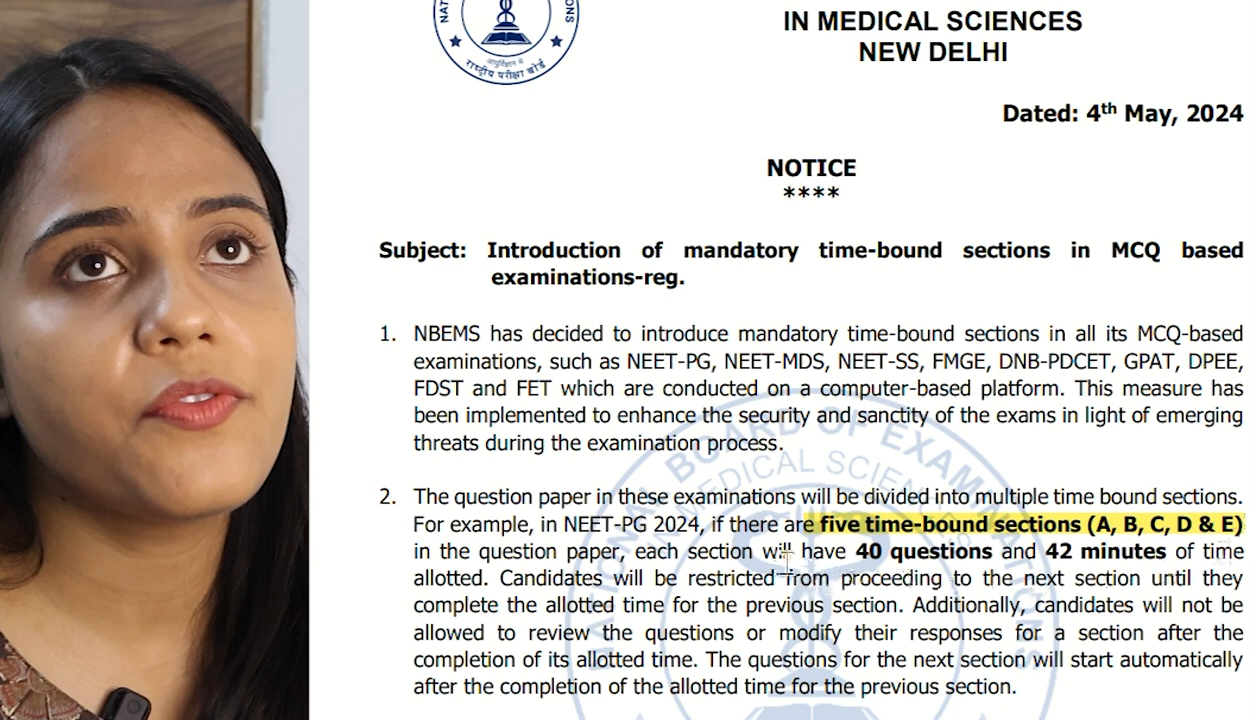 IN MEDICAL SCIENCES
NEW DELHI
आयुर्विज्ञान में
राष्ट्रीय परीक्षा बोर्ड
Dated: 4th May, 2024
NOTICE
****
Subject: Introduction of mandatory time-bound sections in MCQ based
examinations-reg.
1. NBEMS has decided to introduce mandatory time-bound sections in all its MCQ-based
examinations, such as NEET-PG, NEET-MDS, NEET-SS, FMGE, DNB-PDCET, GPAT, DPEE,
FDST and FET which are conducted on a computer-based platform. This measure has
been implemented to enhance the security and sanctity of the exams in light of emerging
threats during the examination process.
2. The question paper in these examinations will be divided into multiple time bound sections.
For example, in NEET-PG 2024, if there are five time-bound sections (A, B, C, D & E)
in the question paper, each section will have 40 questions and 42 minutes of time
allotted. Candidates will be restricted from proceeding to the next section until they
complete the allotted time for the previous section. Additionally, candidates will not be
allowed to review the questions or modify their responses for a section after the
completion of its allotted time. The questions for the next section will start automatically
after the completion of the allotted time for the previous section.
NATIONAL BOARD OF EXAMINATIONS
IN MEDICAL SCIENCES